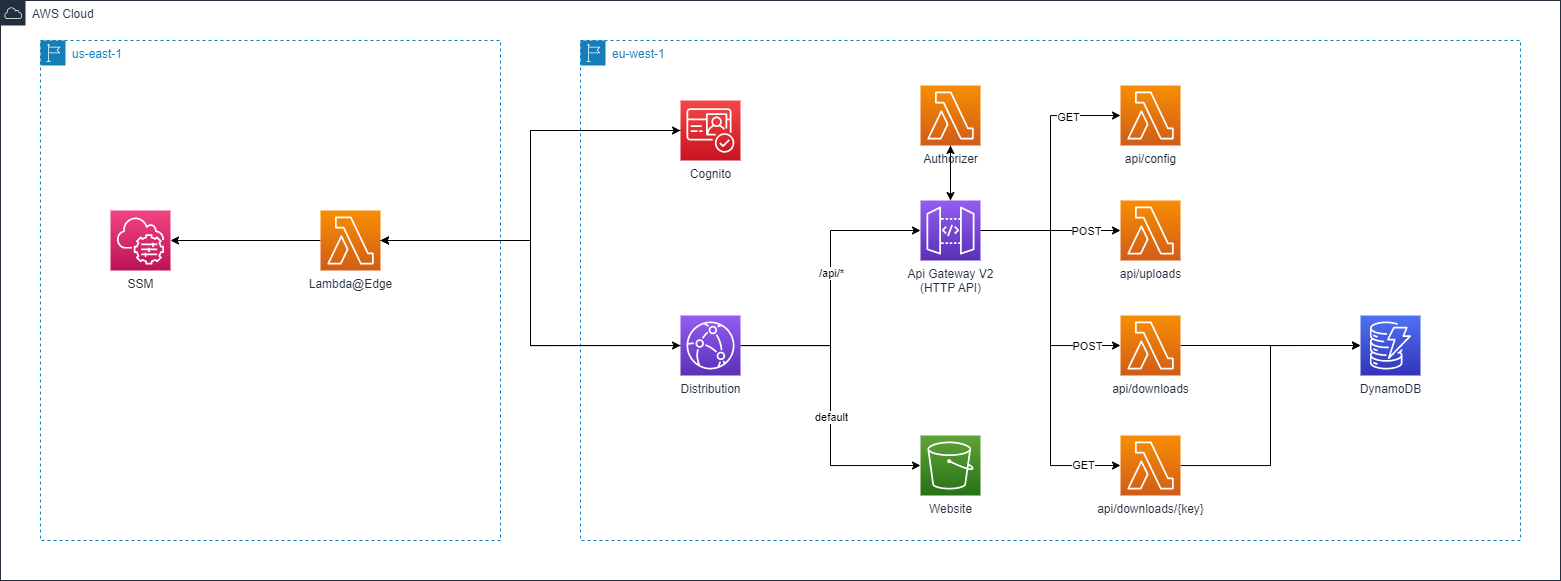 AWS Cloud
us-east-1
eu-west-1
SSM
Lambda@Edge
Cognito
Distribution
/api/*
default
Authorizer
Api Gateway V2
(HTTP API)
Website
GET
api/config
POST
api/uploads
POST
api/downloads
GET
api/downloads/{key}
DynamoDB